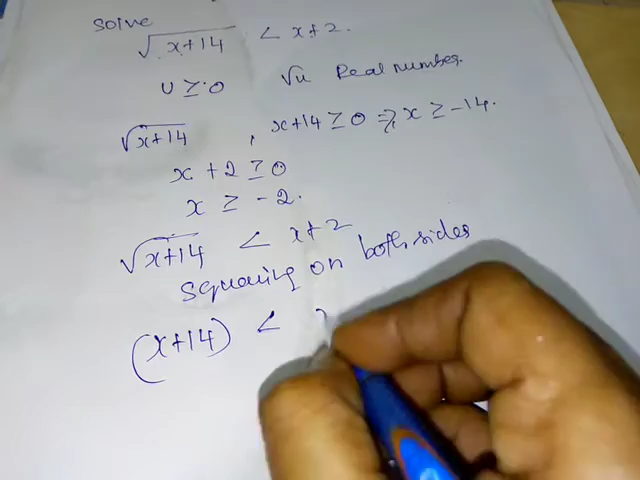 solve
√x+14 < x+2.
u ≥ 0 √u Real number.
√x+14 , x+14 ≥ 0 ⇒ x ≥ -14.
x + 2 ≥ 0
x ≥ -2.
√x+14 < x+2
squaring on both sides
(x+14) <